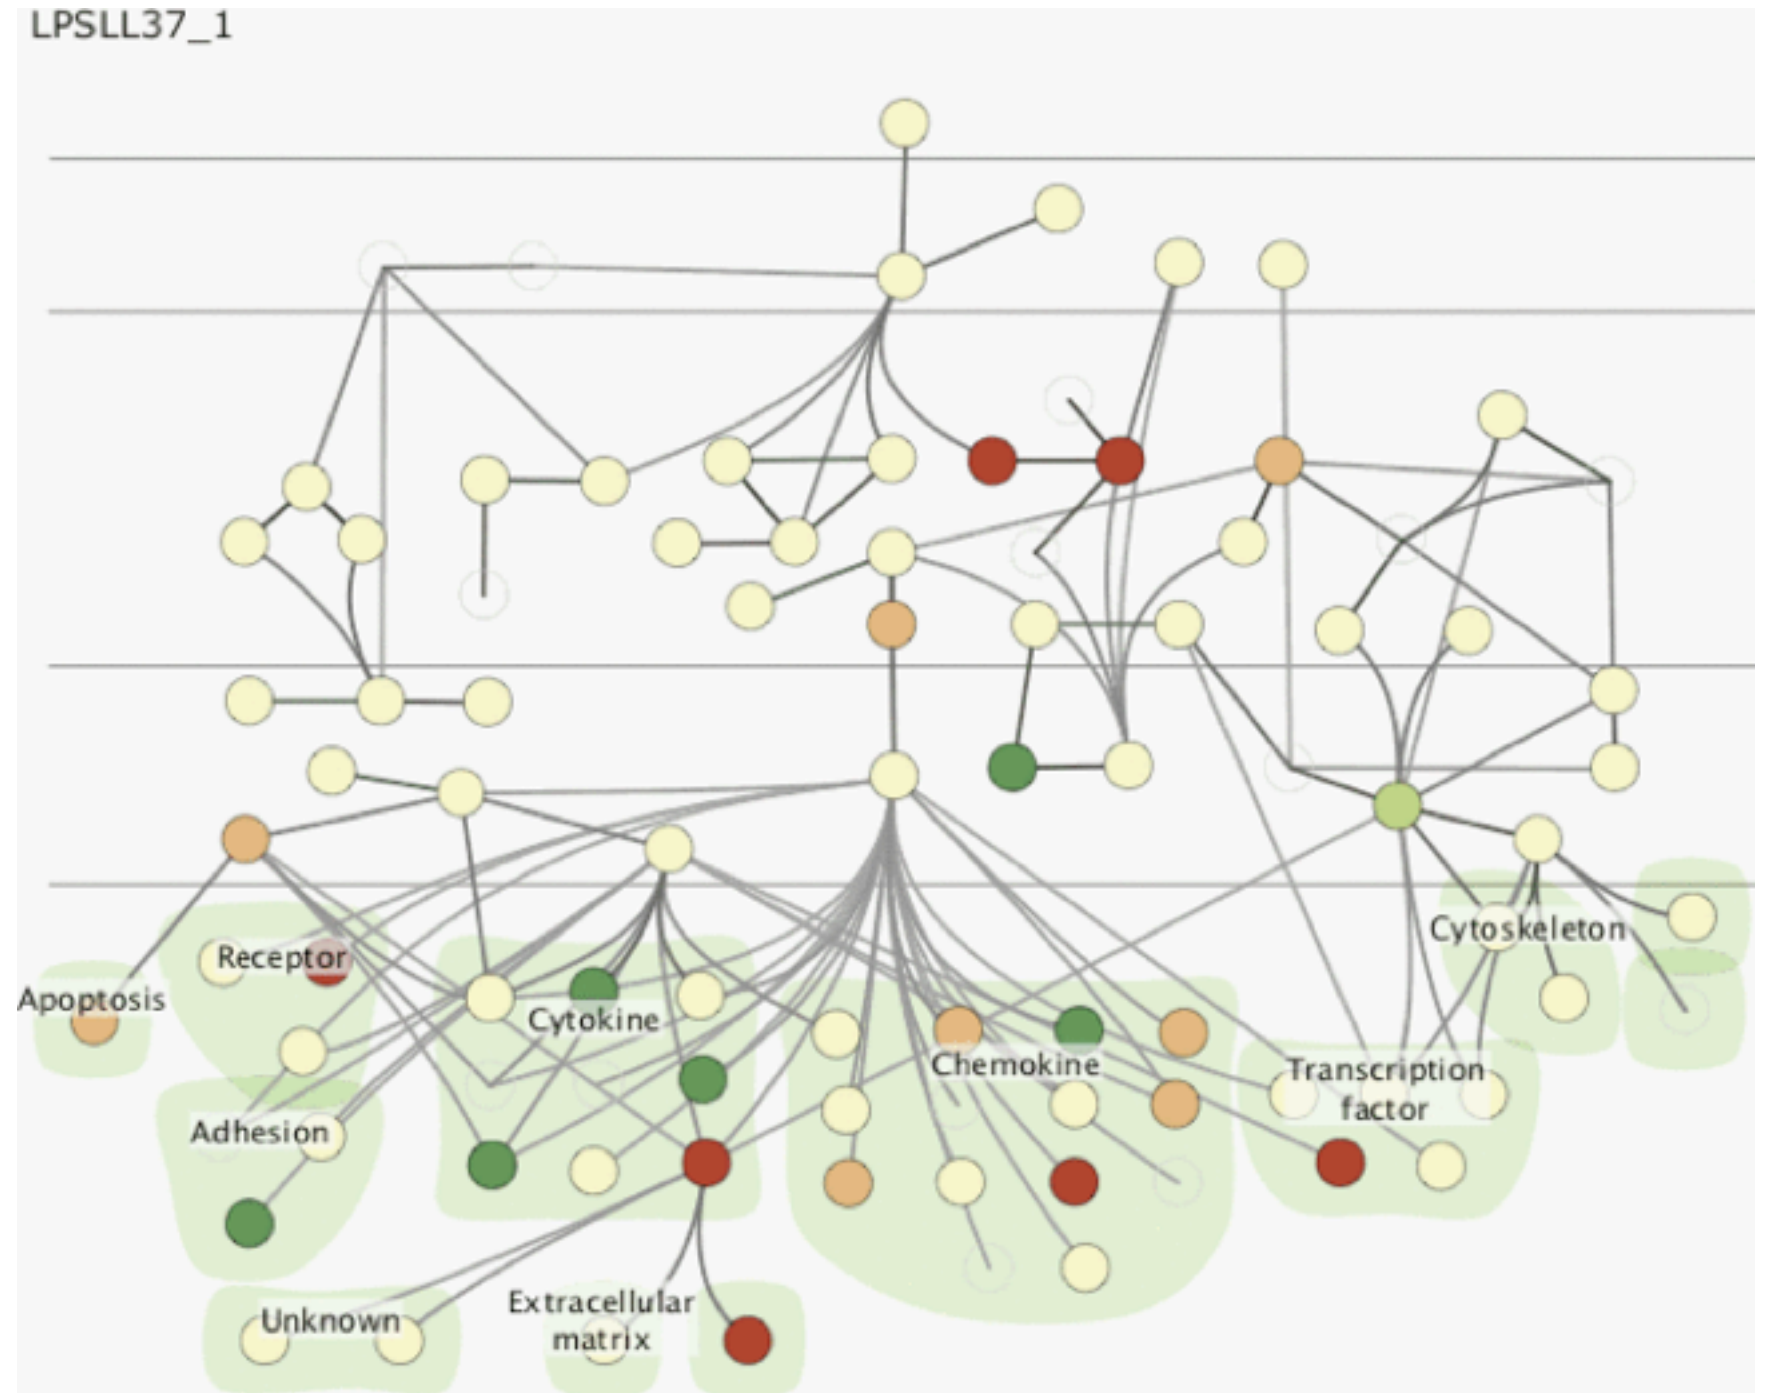 LPSLL37_1
Cytoskeleton
Receptor
Apoptosis
Cytokine
Chemokine
Transcription
factor
Adhesion
Unknown
Extracellular
matrix